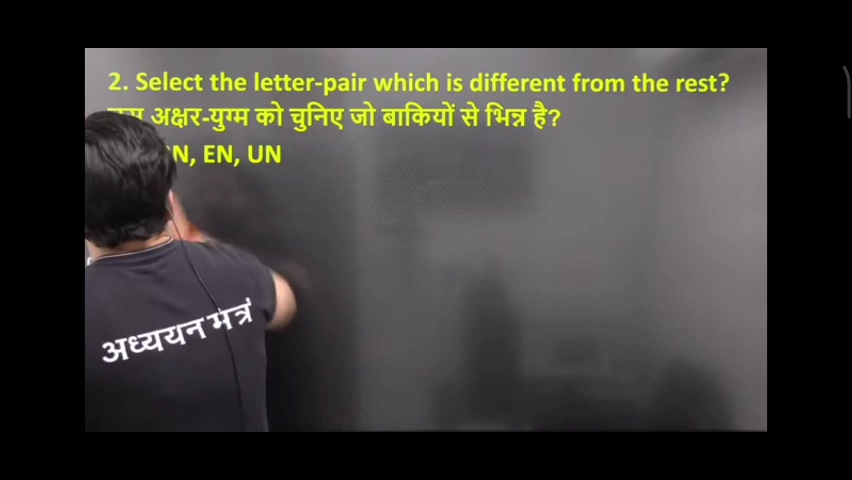 2. Select the letter-pair which is different from the rest?
अक्षर-युग्म को चुनिए जो बाकियों से भिन्न है?
EN, UN
अध्ययन मंत्र